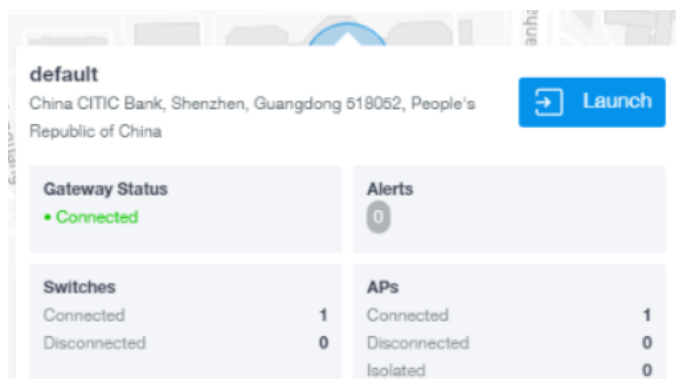 anha
default
China CITIC Bank, Shenzhen, Guangdong 518052, People's
Republic of China
Launch
Gateway Status
• Connected
Alerts
0
Switches
Connected 1
Disconnected 0
APs
Connected 1
Disconnected 0
Isolated 0